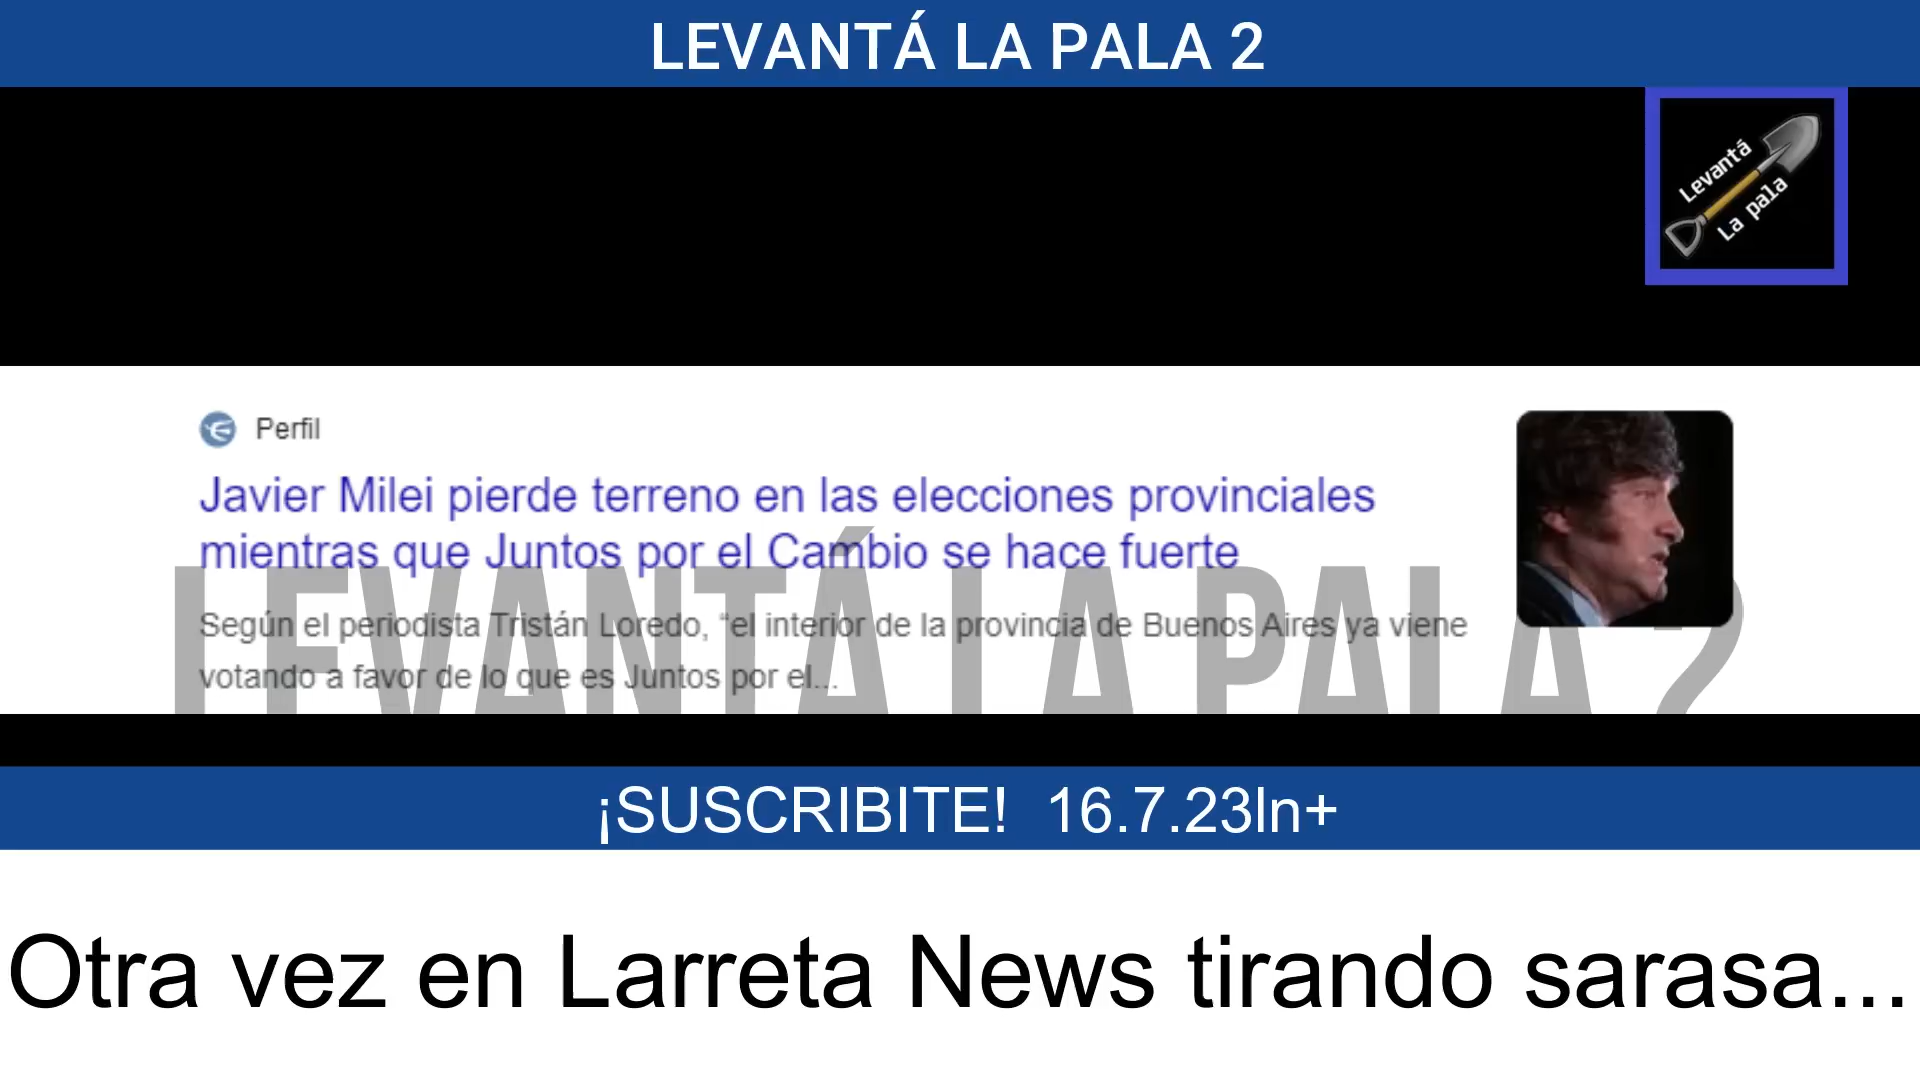 LEVANTÁ LA PALA 2
Levantá
La pala
Perfil
Javier Milei pierde terreno en las elecciones provinciales
mientras que Juntos por el Cambio se hace fuerte
Según el periodista Tristán Loredo, "el interior de la provincia de Buenos Aires ya viene
votando a favor de lo que es Juntos por el...
LEVANTÁ LA PALA 2
¡SUSCRIBITE! 16.7.23ln+
Otra vez en Larreta News tirando sarasa...